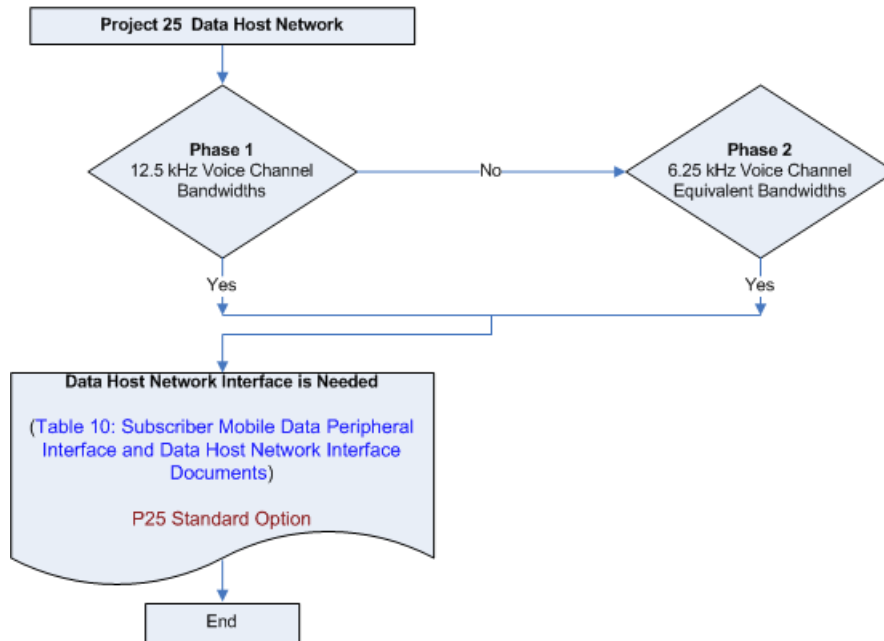 Project 25 Data Host Network
Phase 1
12.5 kHz Voice Channel
Bandwidths
No
Phase 2
6.25 kHz Voice Channel
Equivalent Bandwidths
Yes
Yes
Data Host Network Interface is Needed
(Table 10: Subscriber Mobile Data Peripheral
Interface and Data Host Network Interface
Documents)
P25 Standard Option
End